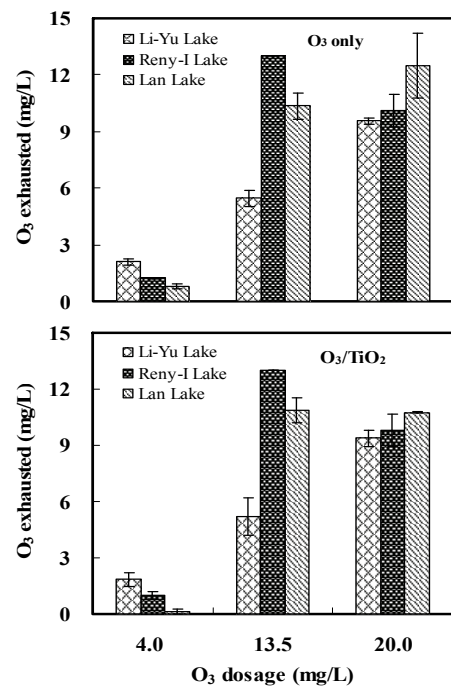 15
12
9
6
3
0
O₃ exhausted (mg/L)
Li-Yu Lake
Reny-I Lake
Lan Lake
O₃ only
15
12
9
6
3
0
O₃ exhausted (mg/L)
Li-Yu Lake
Reny-I Lake
Lan Lake
O₃/TiO₂
4.0 13.5 20.0
O₃ dosage (mg/L)